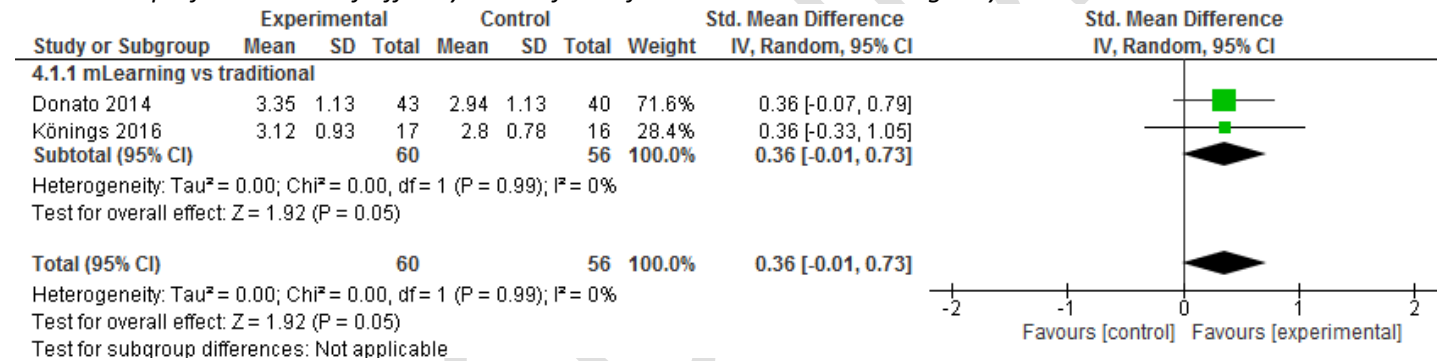 Experimental Control Std. Mean Difference Std. Mean Difference
Study or Subgroup Mean SD Total Mean SD Total Weight IV, Random, 95% CI IV, Random, 95% CI
4.1.1 mLearning vs traditional
Donato 2014 3.35 1.13 43 2.94 1.13 40 71.6% 0.36 [-0.07, 0.79]
Könings 2016 3.12 0.93 17 2.8 0.78 16 28.4% 0.36 [-0.33, 1.05]
Subtotal (95% CI) 60 56 100.0% 0.36 [-0.01, 0.73]
Heterogeneity: Tau² = 0.00; Chi² = 0.00, df = 1 (P = 0.99); I² = 0%
Test for overall effect: Z = 1.92 (P = 0.05)
Total (95% CI) 60 56 100.0% 0.36 [-0.01, 0.73]
Heterogeneity: Tau² = 0.00; Chi² = 0.00, df = 1 (P = 0.99); I² = 0%
Test for overall effect: Z = 1.92 (P = 0.05)
Test for subgroup differences: Not applicable
-2 -1 0 1 2
Favours [control] Favours [experimental]